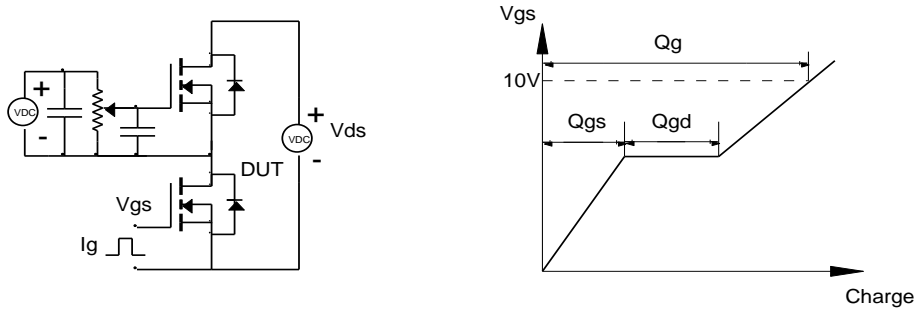 +
VDC
-
+
VDC
Vds
-
DUT
Vgs
Ig
Vgs
Qg
10V
Qgs
Qgd
Charge